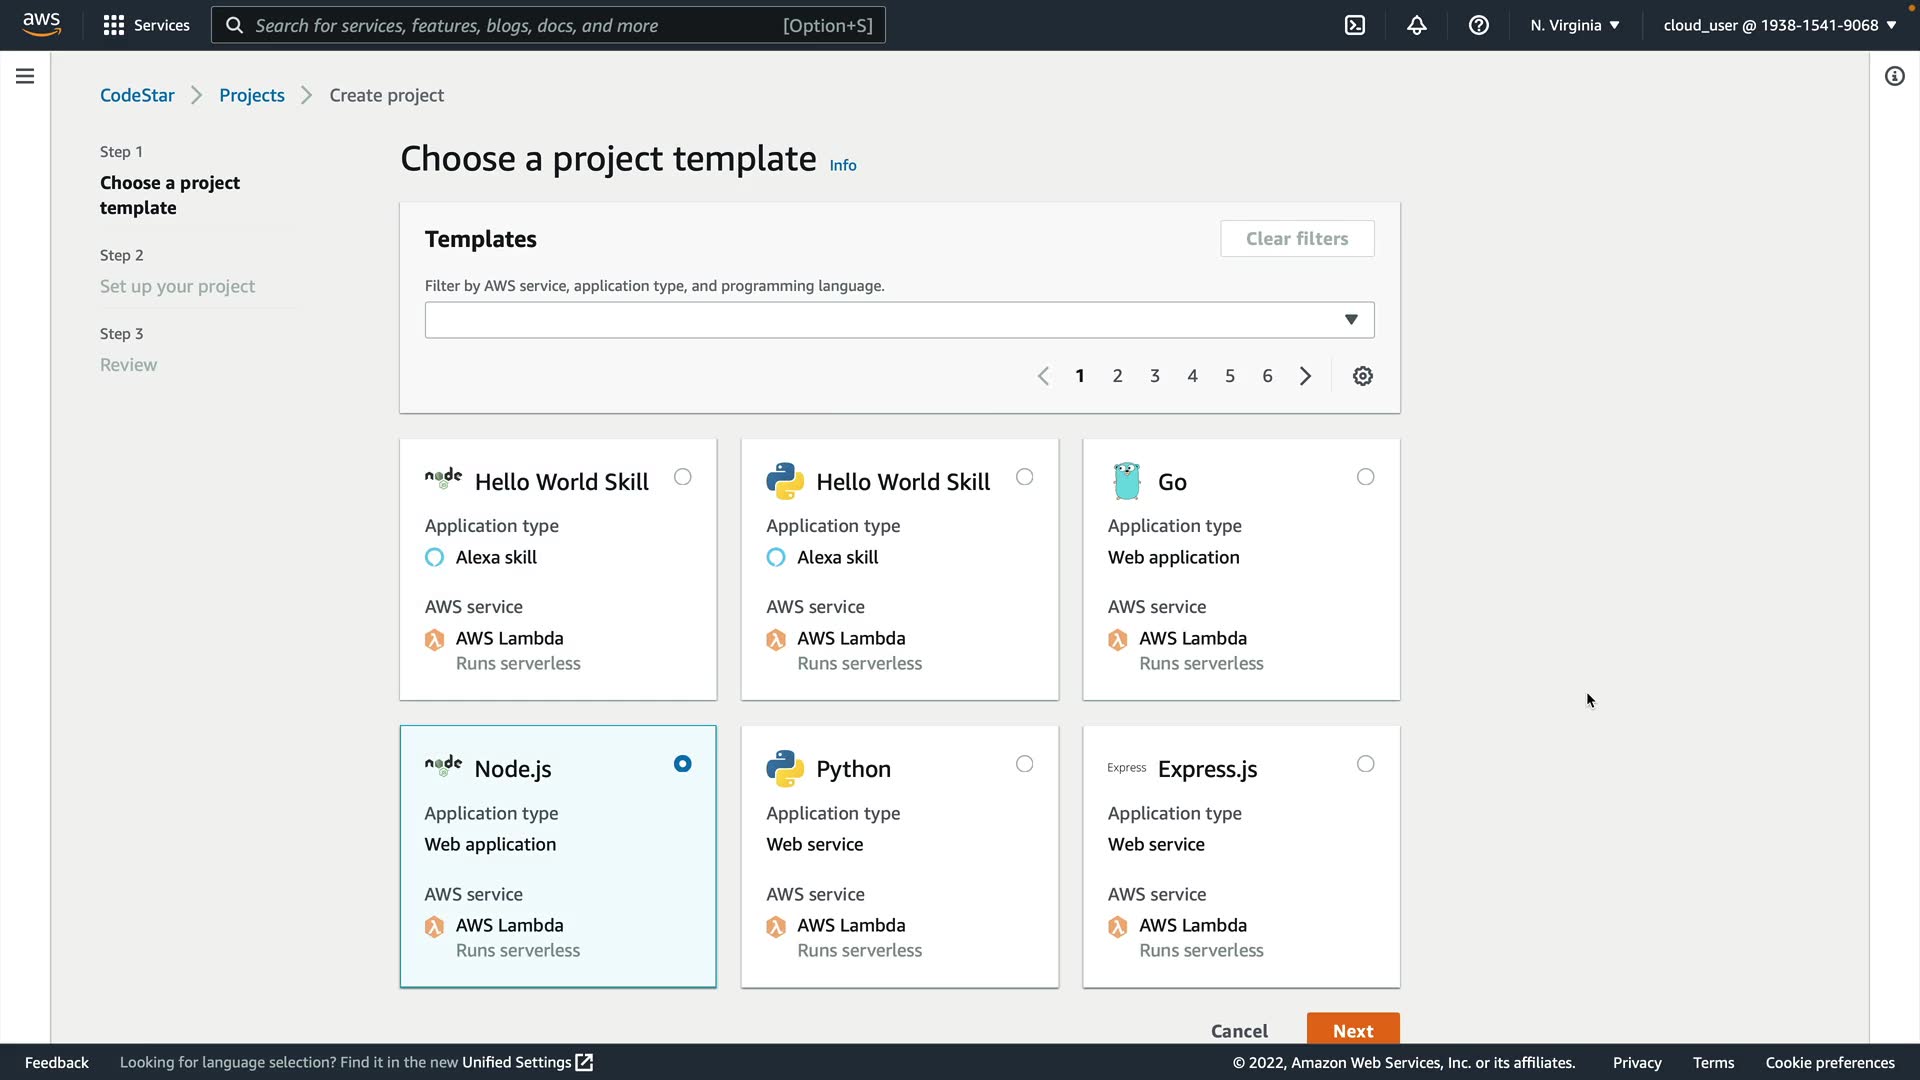 aws Services Search for services, features, blogs, docs, and more [Option+S] N. Virginia ▼ cloud_user @ 1938-1541-9068 ▼
CodeStar > Projects > Create project
Step 1
Choose a project
template
Step 2
Set up your project
Step 3
Review
Choose a project template Info
Templates Clear filters
Filter by AWS service, application type, and programming language.
1 2 3 4 5 6
node Hello World Skill
Application type
Alexa skill
AWS service
AWS Lambda
Runs serverless
Hello World Skill
Application type
Alexa skill
AWS service
AWS Lambda
Runs serverless
Go
Application type
Web application
AWS service
AWS Lambda
Runs serverless
node Node.js
Application type
Web application
AWS service
AWS Lambda
Runs serverless
Python
Application type
Web service
AWS service
AWS Lambda
Runs serverless
Express Express.js
Application type
Web service
AWS service
AWS Lambda
Runs serverless
Cancel Next
Feedback Looking for language selection? Find it in the new Unified Settings © 2022, Amazon Web Services, Inc. or its affiliates. Privacy Terms Cookie preferences